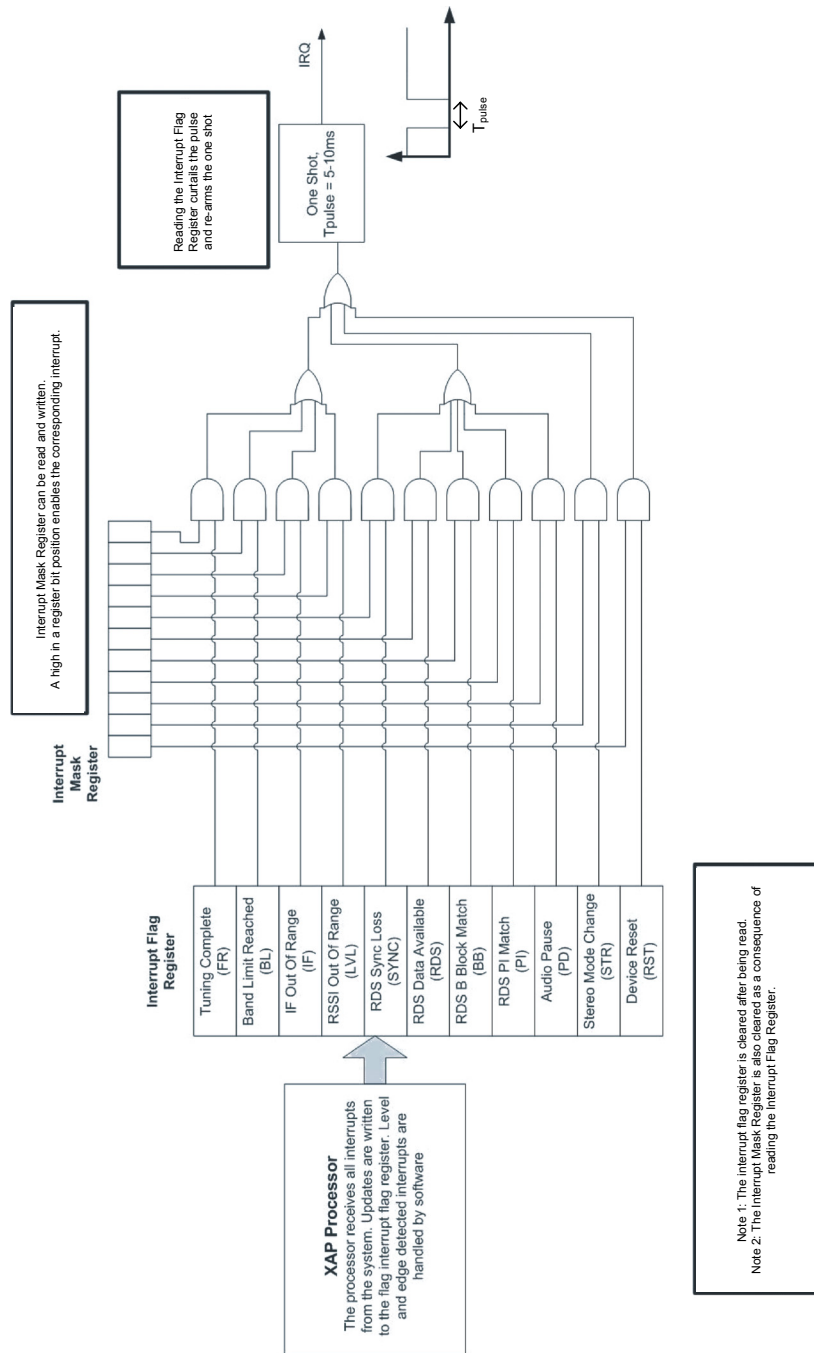 Interrupt Mask Register can be read and written.
A high in a register bit position enables the corresponding interrupt.
Reading the Interrupt Flag
Register curtails the pulse
and re-arms the one shot
Interrupt
Mask
Register
Interrupt Flag
Register
XAP Processor
The processor receives all interrupts
from the system. Updates are written
to the flag interrupt flag register. Level
and edge detected interrupts are
handled by software
Tuning Complete
(FR)
Band Limit Reached
(BL)
IF Out Of Range
(IF)
RSSI Out Of Range
(LVL)
RDS Sync Loss
(SYNC)
RDS Data Available
(RDS)
RDS B Block Match
(BB)
RDS PI Match
(PI)
Audio Pause
(PD)
Stereo Mode Change
(STR)
Device Reset
(RST)
One Shot,
Tpulse = 5-10ms
IRQ
Tpulse
Note 1: The interrupt flag register is cleared after being read.
Note 2: The Interrupt Mask Register is also cleared as a consequence of
reading the Interrupt Flag Register.